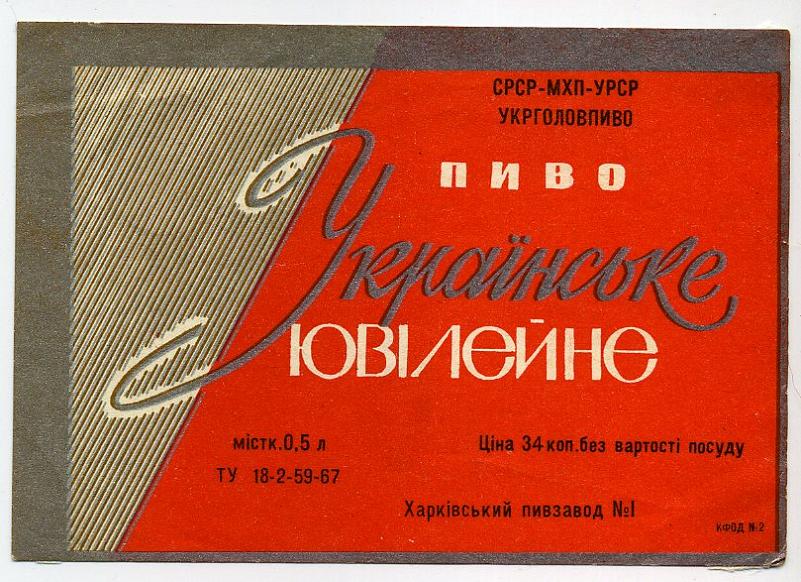 СРСР-МХП-УРСР
УКРГОЛОВПИВО
ПИВО
Українське
ЮВІЛЕЙНЕ
містк.0,5 л
Ціна 34 коп.без вартості посуду
ТУ 18-2-59-67
Харківський пивзавод №1
КФОД №2